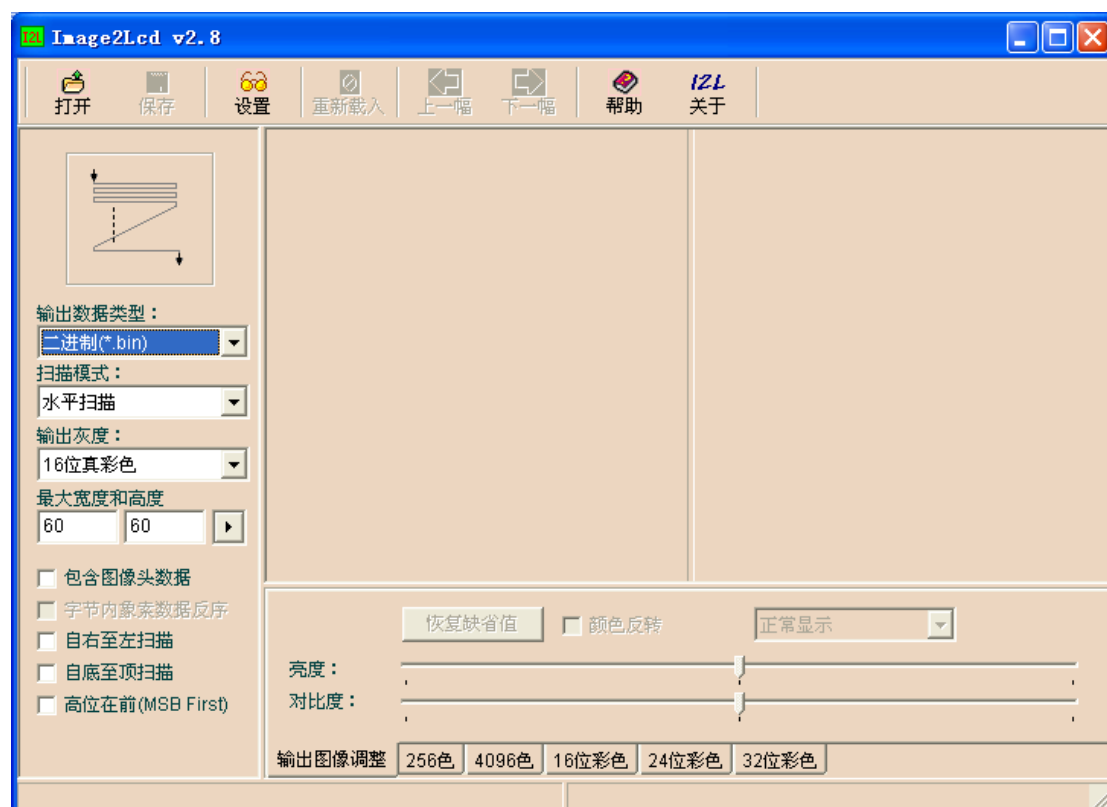 I2L Image2Lcd v2.8
打开 保存 设置 重新载入 上一幅 下一幅 帮助 I2L 关于
输出数据类型：
二进制(*.bin)
扫描模式：
水平扫描
输出灰度：
16位真彩色
最大宽度和高度
60 60
包含图像头数据
字节内象素数据反序
自右至左扫描
自底至顶扫描
高位在前(MSB First)
恢复缺省值 颜色反转 正常显示
亮度：
对比度：
输出图像调整 256色 4096色 16位彩色 24位彩色 32位彩色